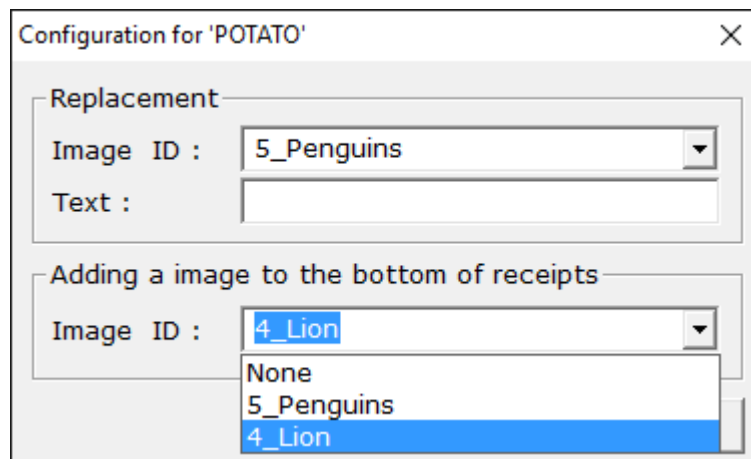 Configuration for 'POTATO'
Replacement
Image ID : 5_Penguins
Text :
Adding a image to the bottom of receipts
Image ID : 4_Lion
None
5_Penguins
4_Lion